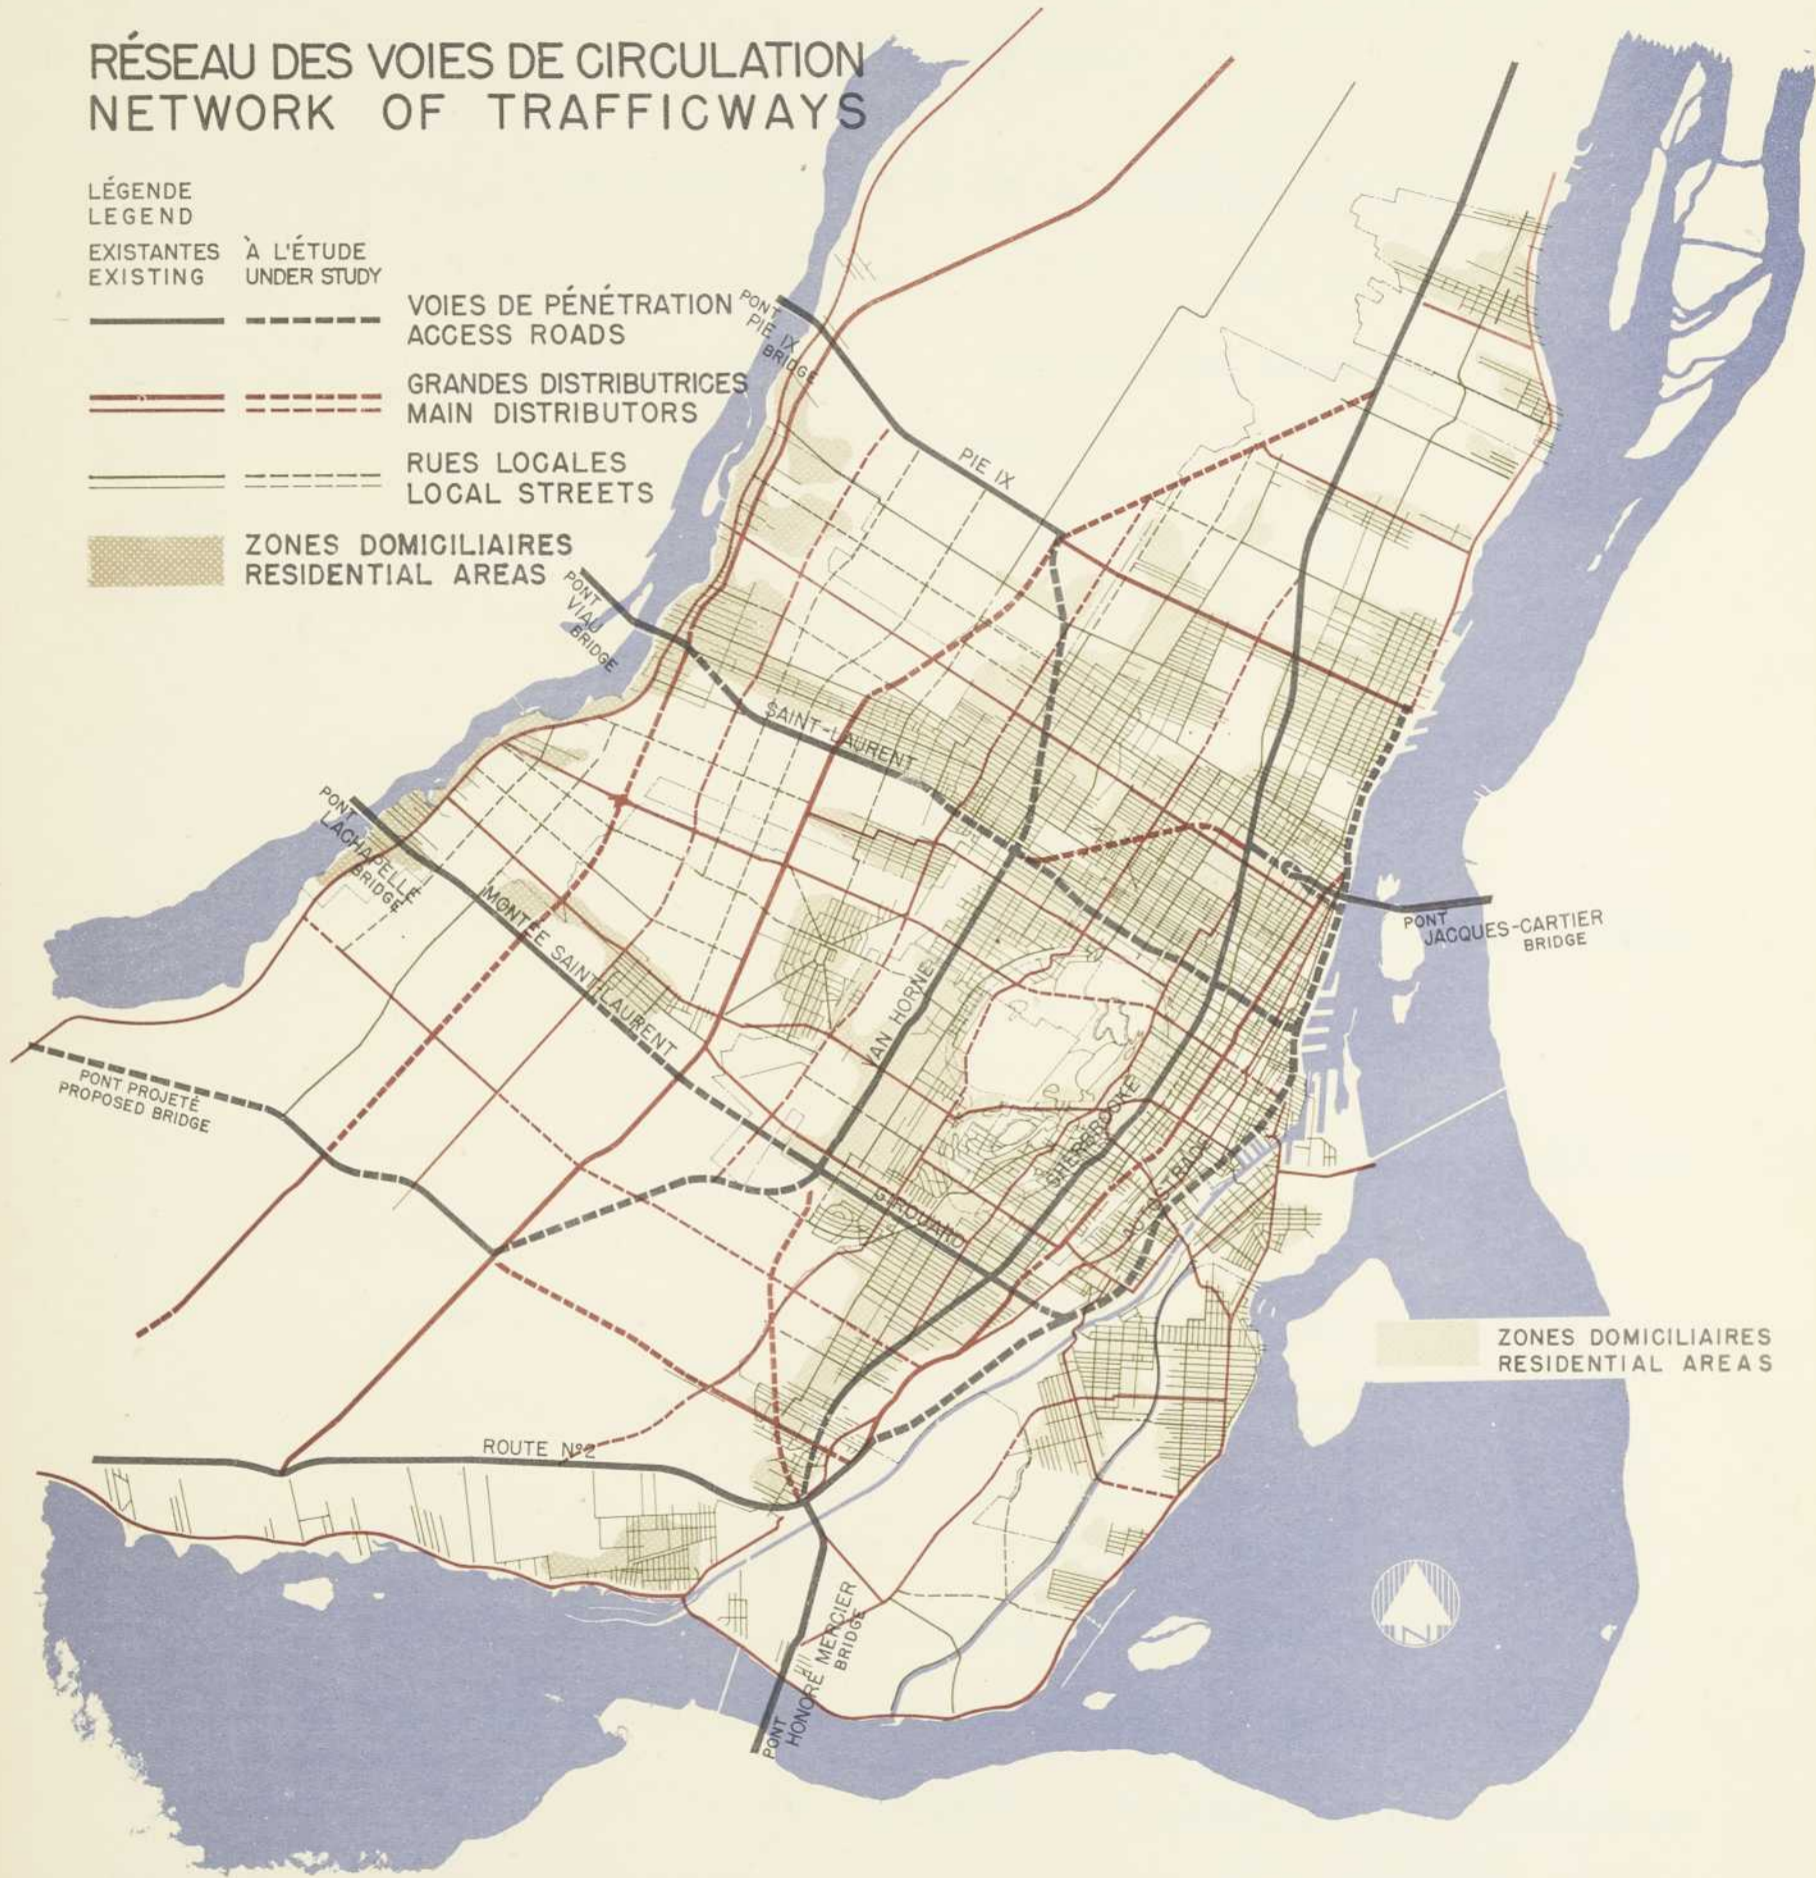 RÉSEAU DES VOIES DE CIRCULATION
NETWORK OF TRAFFICWAYS
LÉGENDE
LEGEND
EXISTANTES
EXISTING
À L'ÉTUDE
UNDER STUDY
VOIES DE PÉNÉTRATION
ACCESS ROADS
GRANDES DISTRIBUTRICES
MAIN DISTRIBUTORS
RUES LOCALES
LOCAL STREETS
ZONES DOMICILIAIRES
RESIDENTIAL AREAS
PONT
PIE IX
BRIDGE
PIE IX
PONT
VIAU
BRIDGE
SAINT-LAURENT
PONT
LACHAPELLE
BRIDGE
MONTÉE SAINT-LAURENT
PONT
JACQUES-CARTIER
BRIDGE
VAN HORNE
PONT PROJETÉ
PROPOSED BRIDGE
SHERBROOKE
AUTOSTRADE
GIROUARD
ZONES DOMICILIAIRES
RESIDENTIAL AREAS
ROUTE Nº2
PONT
HONORÉ MERCIER
BRIDGE
N